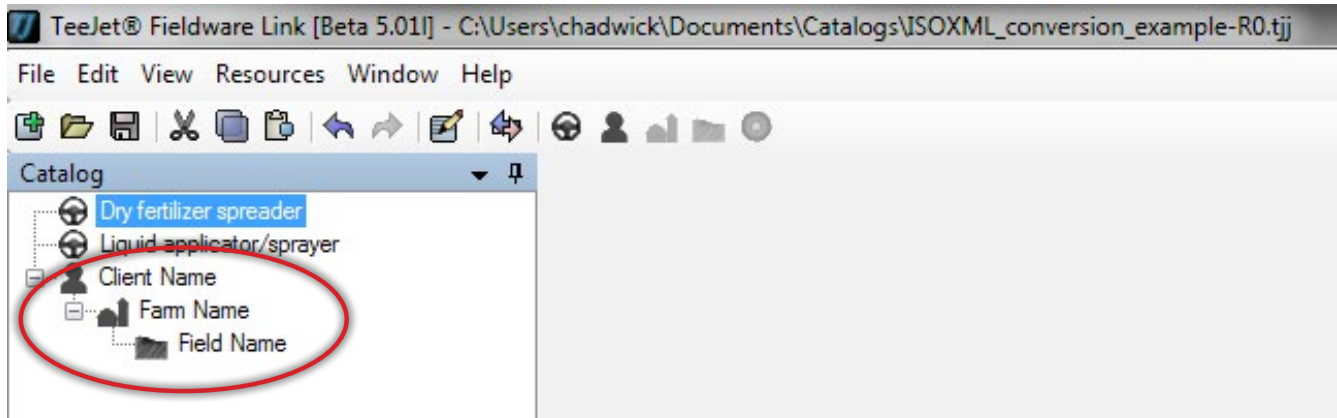 TeeJet® Fieldware Link [Beta 5.01l] - C:\Users\chadwick\Documents\Catalogs\ISOXML_conversion_example-R0.tjj
File Edit View Resources Window Help
Catalog
Dry fertilizer spreader
Liquid applicator/sprayer
Client Name
Farm Name
Field Name